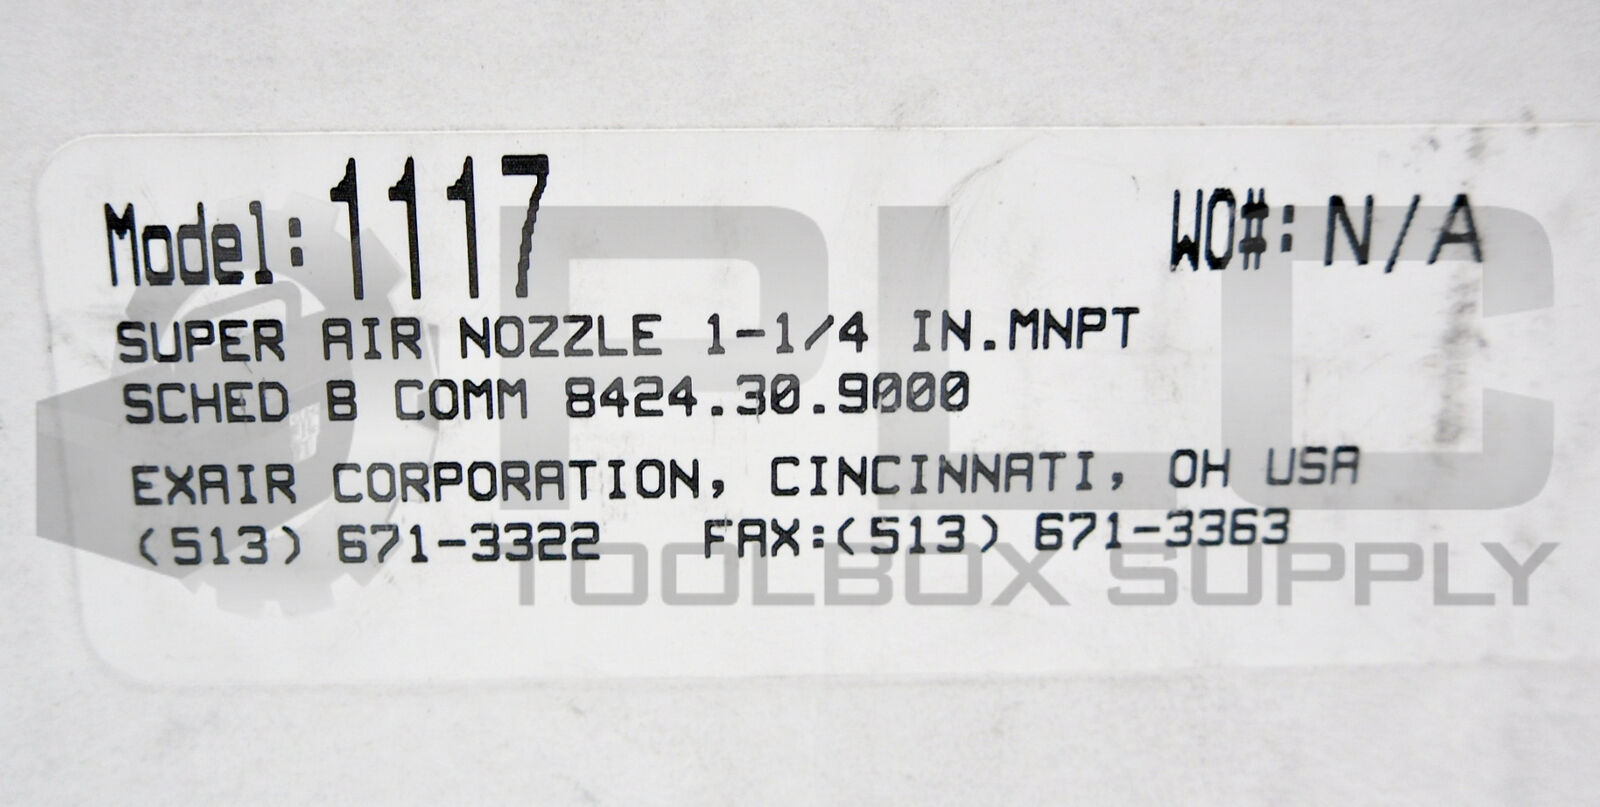 Model: 1117 WO#: N/A
SUPER AIR NOZZLE 1-1/4 IN.MNPT
SCHED B COMM 8424.30.9000
EXAIR CORPORATION, CINCINNATI, OH USA
(513) 671-3322 FAX:(513) 671-3363
PLC
TOOLBOX SUPPLY